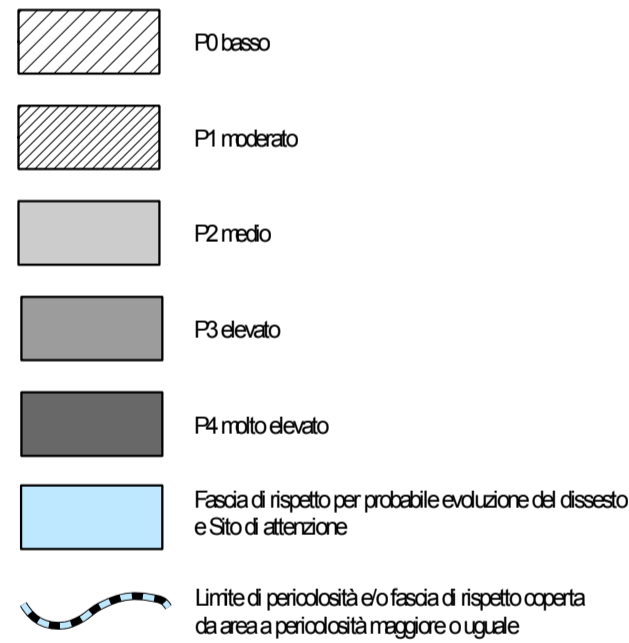 P0 basso
P1 moderato
P2 medio
P3 elevato
P4 molto elevato
Fascia di rispetto per probabile evoluzione del dissesto
e Sito di attenzione
Limite di pericolosità e/o fascia di rispetto coperta
da area a pericolosità maggiore o uguale